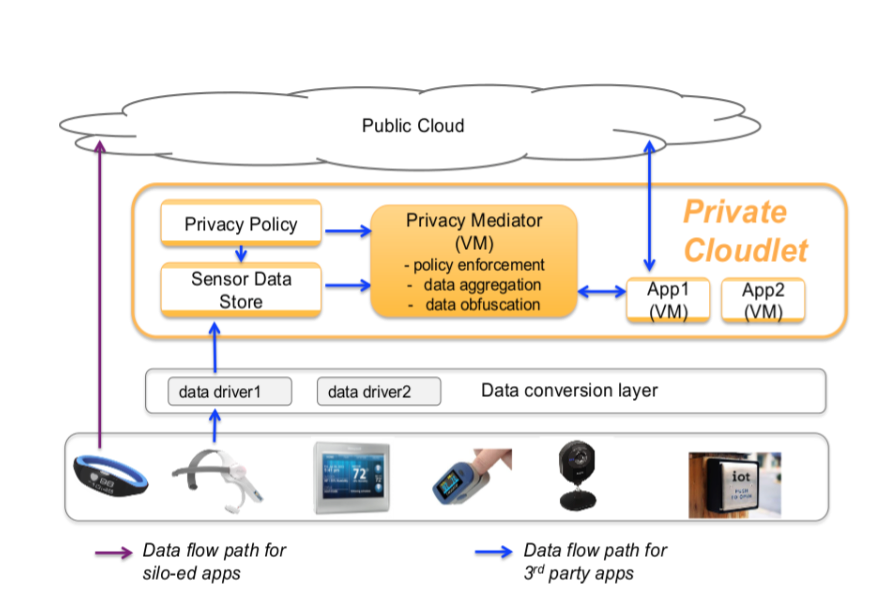 Public Cloud
Privacy Policy
Sensor Data
Store
Privacy Mediator
(VM)
- policy enforcement
- data aggregation
- data obfuscation
Private
Cloudlet
App1
(VM)
App2
(VM)
data driver1
data driver2
Data conversion layer
72°
iot
PUSH
Data flow path for
silo-ed apps
Data flow path for
3rd party apps